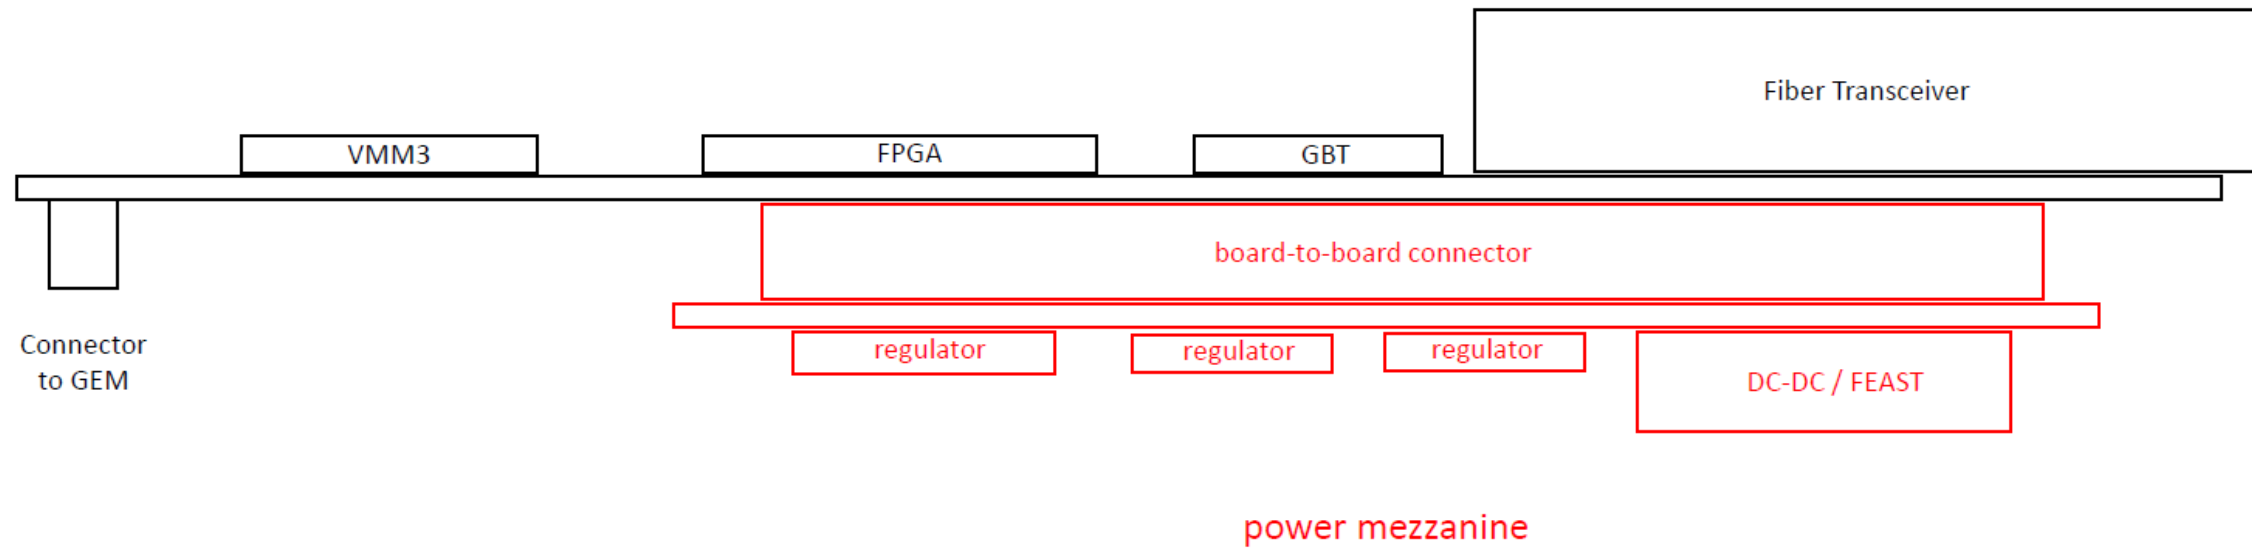 Fiber Transceiver
VMM3
FPGA
GBT
board-to-board connector
Connector
to GEM
regulator
regulator
regulator
DC-DC / FEAST
power mezzanine